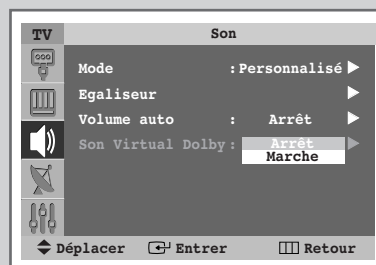 TV Son
Mode : Personnalisé
Egaliseur
Volume auto : Arrêt
Son Virtual Dolby : Arrêt
Marche
Déplacer Entrer Retour